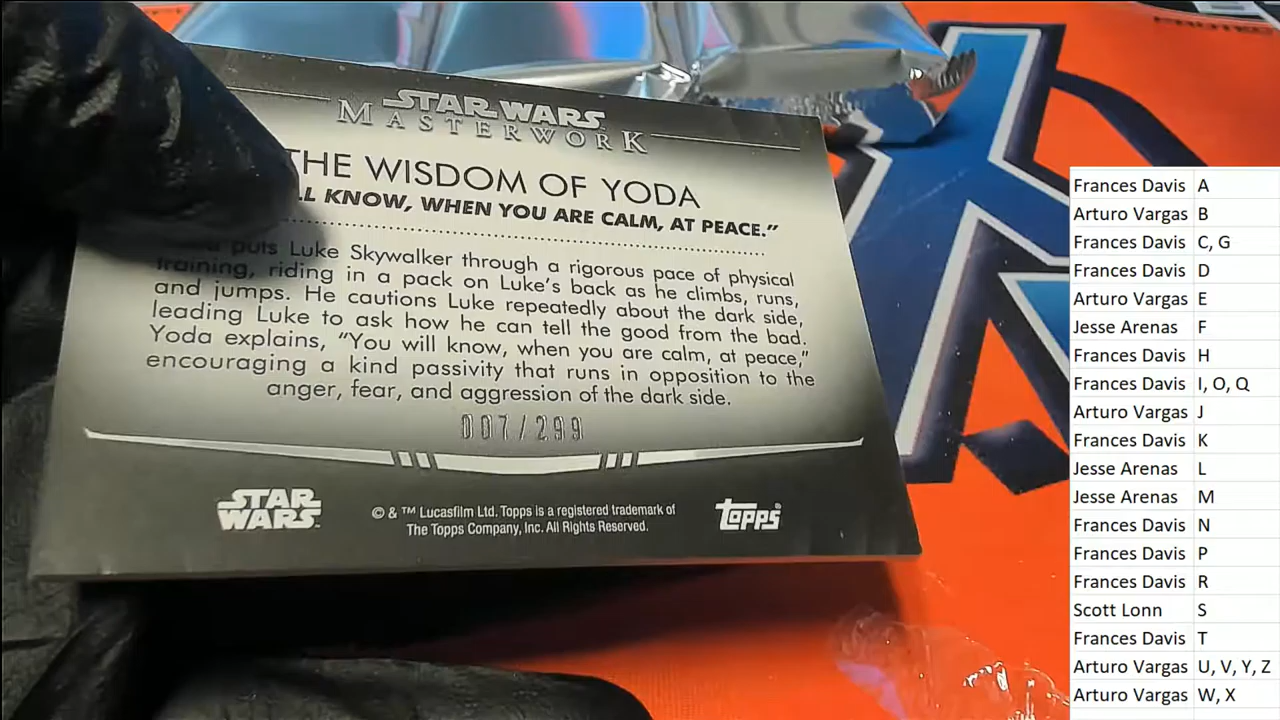 STAR WARS
MASTERWORK
THE WISDOM OF YODA
KNOW, WHEN YOU ARE CALM, AT PEACE."
puts Luke Skywalker through a rigorous pace of physical
training, riding in a pack on Luke's back as he climbs, runs,
and jumps. He cautions Luke repeatedly about the dark side,
leading Luke to ask how he can tell the good from the bad.
Yoda explains, "You will know, when you are calm, at peace,"
encouraging a kind passivity that runs in opposition to the
anger, fear, and aggression of the dark side.
007/299
STAR WARS
© & ™ Lucasfilm Ltd. Topps is a registered trademark of
The Topps Company, Inc. All Rights Reserved.
Topps
Frances Davis A
Arturo Vargas B
Frances Davis C, G
Frances Davis D
Arturo Vargas E
Jesse Arenas F
Frances Davis H
Frances Davis I, O, Q
Arturo Vargas J
Frances Davis K
Jesse Arenas L
Jesse Arenas M
Frances Davis N
Frances Davis P
Frances Davis R
Scott Lonn S
Frances Davis T
Arturo Vargas U, V, Y, Z
Arturo Vargas W, X